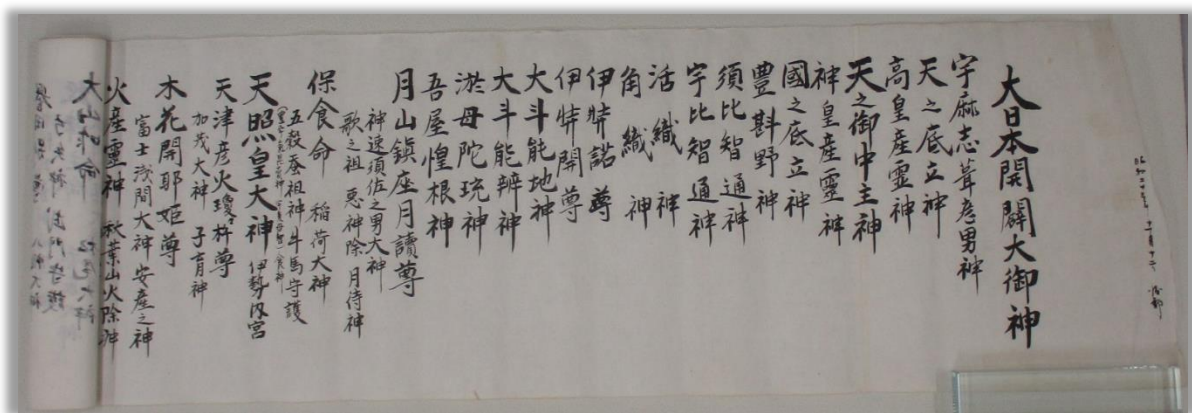 大日本開闢大御神
宇麻志葺彦男神
天之底立神
高皇産靈神
天之御中主神
神皇産靈神
國之底立神
豊斟野神
須比智通神
宇比智通神
活織神
角織神
伊弉諾尊
伊弉開尊
大斗能地神
大斗能辨神
淤母陀琉神
吾屋惶根神
月山鎮座月讀尊
神速須佐之男大神
歌之祖 惡神除 月待神
保食命 稲荷大神
五穀蚕祖神 牛馬守護
天照皇大神 伊勢内宮
天津彦火瓊々杵尊
加茂大神 子育神
木花開耶姫尊
富士浅間大神 安産之神
火産靈神 秋葉山火除神
大山咋命